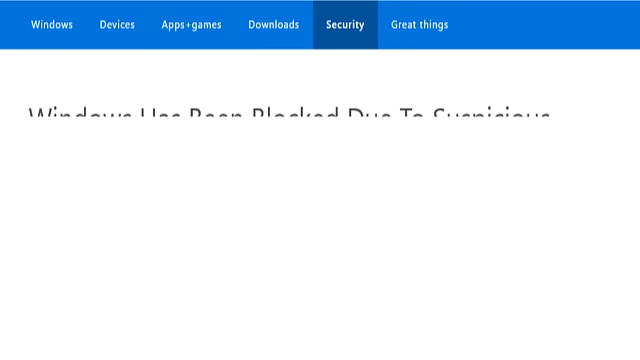 Windows Devices Apps+games Downloads Security Great things
Windows Has Been Blocked Due To Suspicious